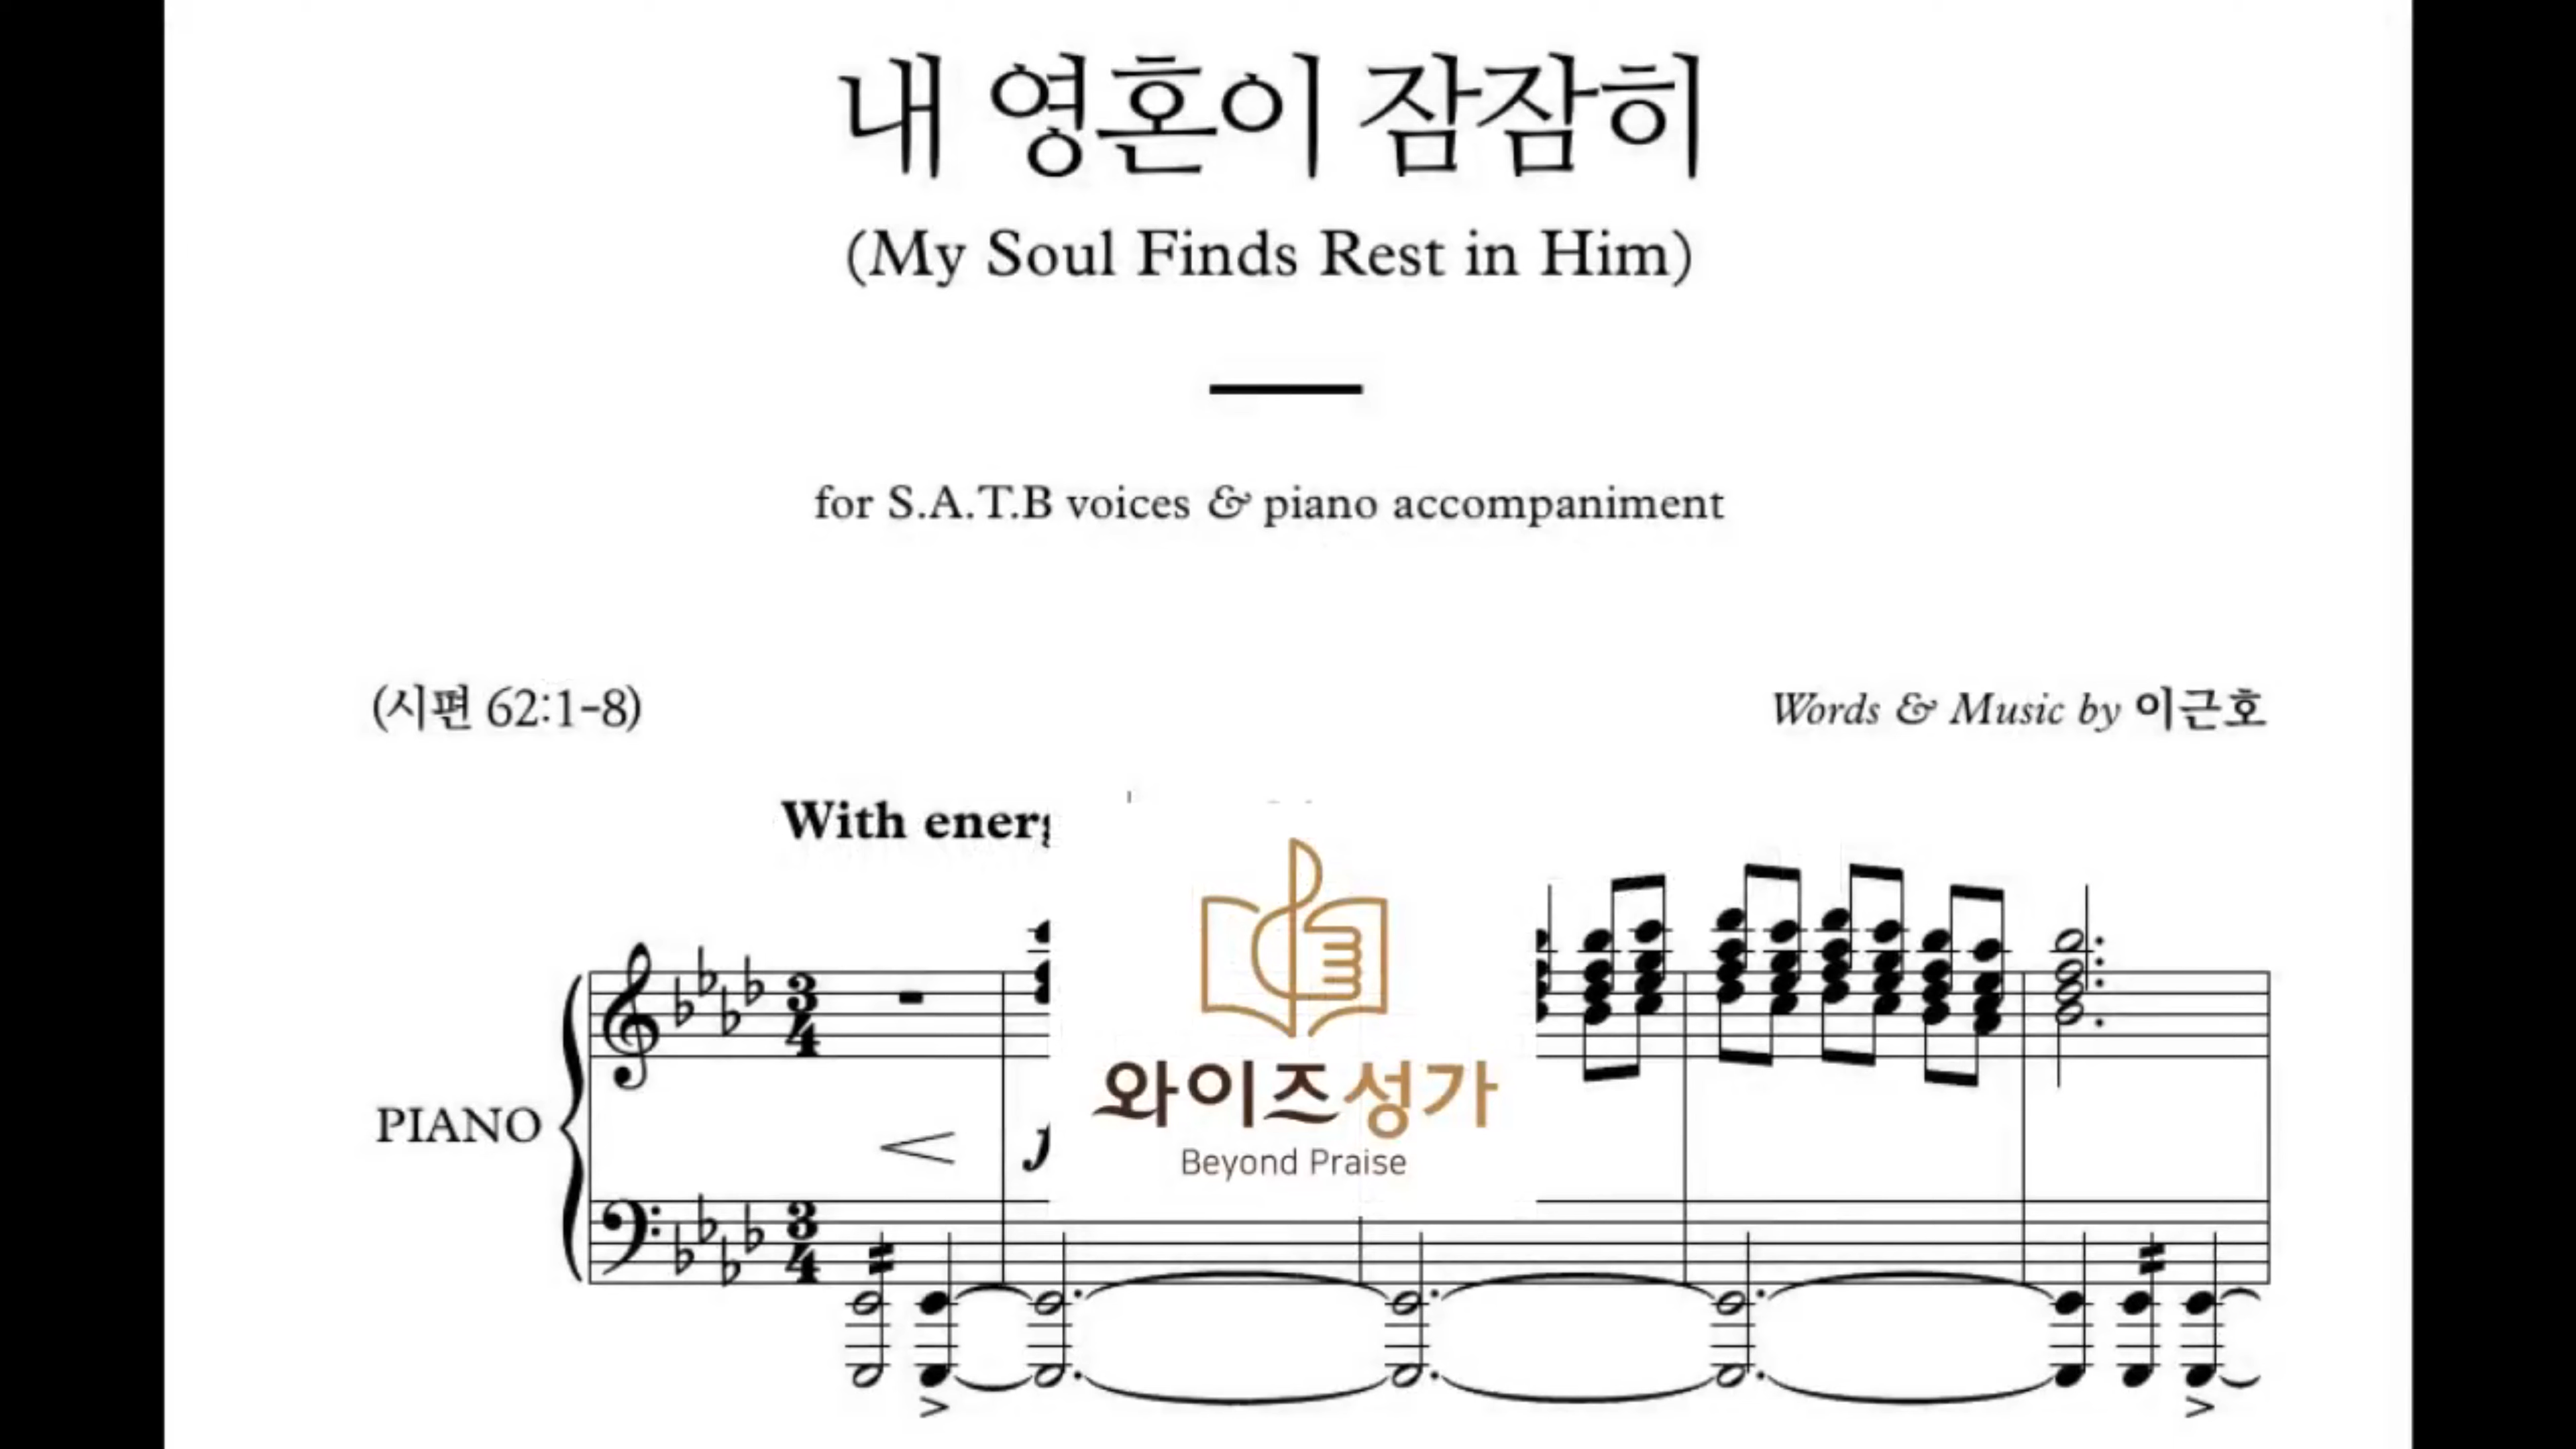 내 영혼이 잠잠히
(My Soul Finds Rest in Him)
for S.A.T.B voices & piano accompaniment
(시편 62:1-8)
Words & Music by 이근호
With
PIANO
와이즈성가
Beyond Praise